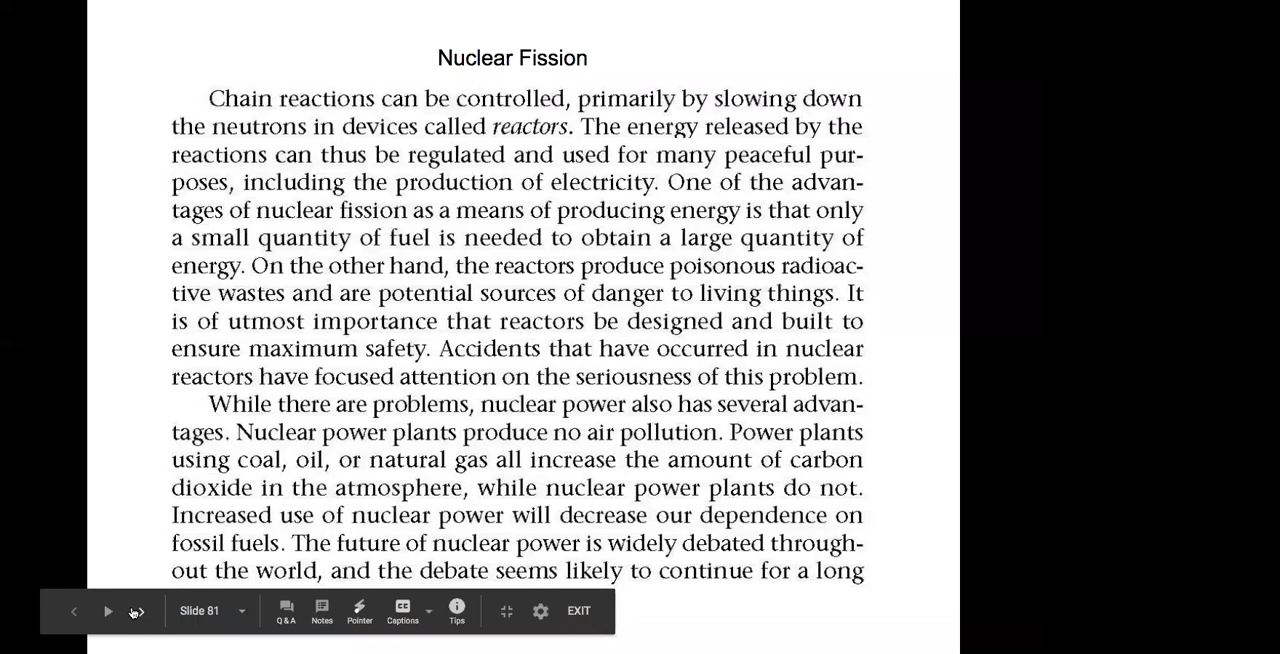 Nuclear Fission
Chain reactions can be controlled, primarily by slowing down
the neutrons in devices called reactors. The energy released by the
reactions can thus be regulated and used for many peaceful pur-
poses, including the production of electricity. One of the advan-
tages of nuclear fission as a means of producing energy is that only
a small quantity of fuel is needed to obtain a large quantity of
energy. On the other hand, the reactors produce poisonous radioac-
tive wastes and are potential sources of danger to living things. It
is of utmost importance that reactors be designed and built to
ensure maximum safety. Accidents that have occurred in nuclear
reactors have focused attention on the seriousness of this problem.
While there are problems, nuclear power also has several advan-
tages. Nuclear power plants produce no air pollution. Power plants
using coal, oil, or natural gas all increase the amount of carbon
dioxide in the atmosphere, while nuclear power plants do not.
Increased use of nuclear power will decrease our dependence on
fossil fuels. The future of nuclear power is widely debated through-
out the world, and the debate seems likely to continue for a long
Slide 81 Q & A Notes Pointer CC Captions Tips EXIT